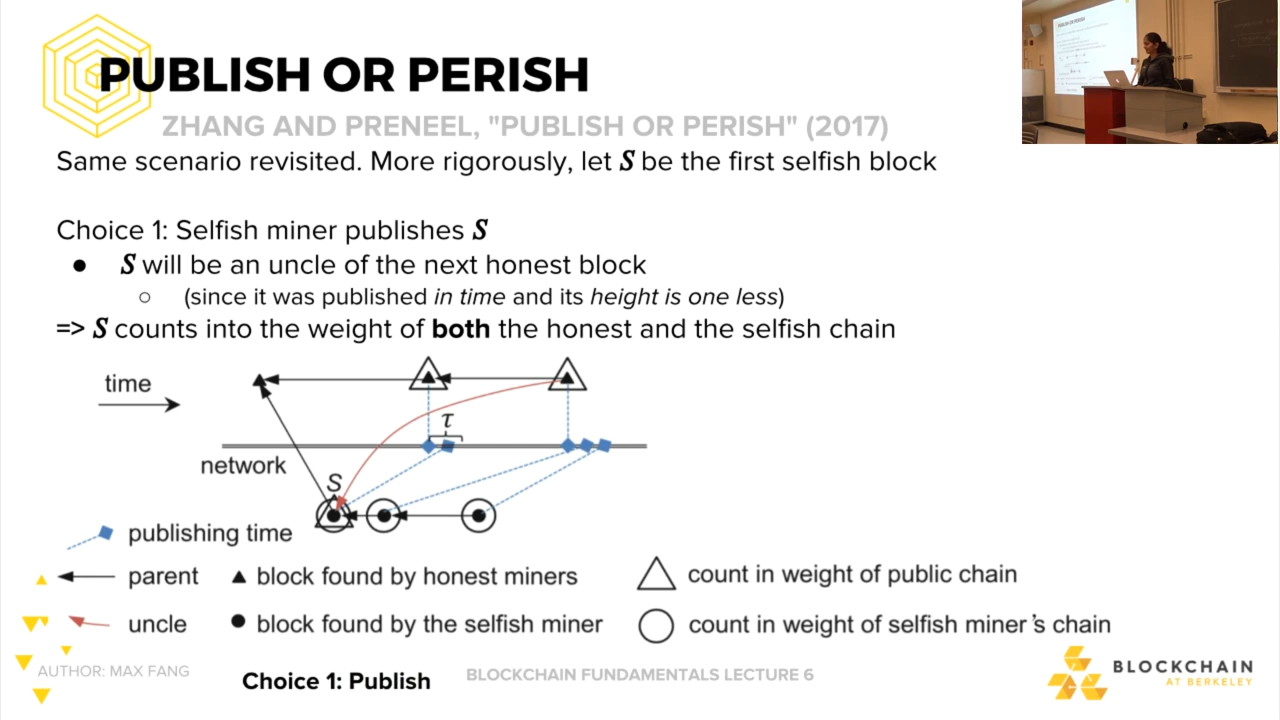 PUBLISH OR PERISH
ZHANG AND PRENEEL, "PUBLISH OR PERISH" (2017)
Same scenario revisited. More rigorously, let S be the first selfish block
Choice 1: Selfish miner publishes S
● S will be an uncle of the next honest block
○ (since it was published in time and its height is one less)
=> S counts into the weight of both the honest and the selfish chain
time
τ
network
S
publishing time
parent
block found by honest miners
count in weight of public chain
uncle
block found by the selfish miner
count in weight of selfish miner's chain
AUTHOR: MAX FANG
Choice 1: Publish
BLOCKCHAIN FUNDAMENTALS LECTURE 6
BLOCKCHAIN
AT BERKELEY